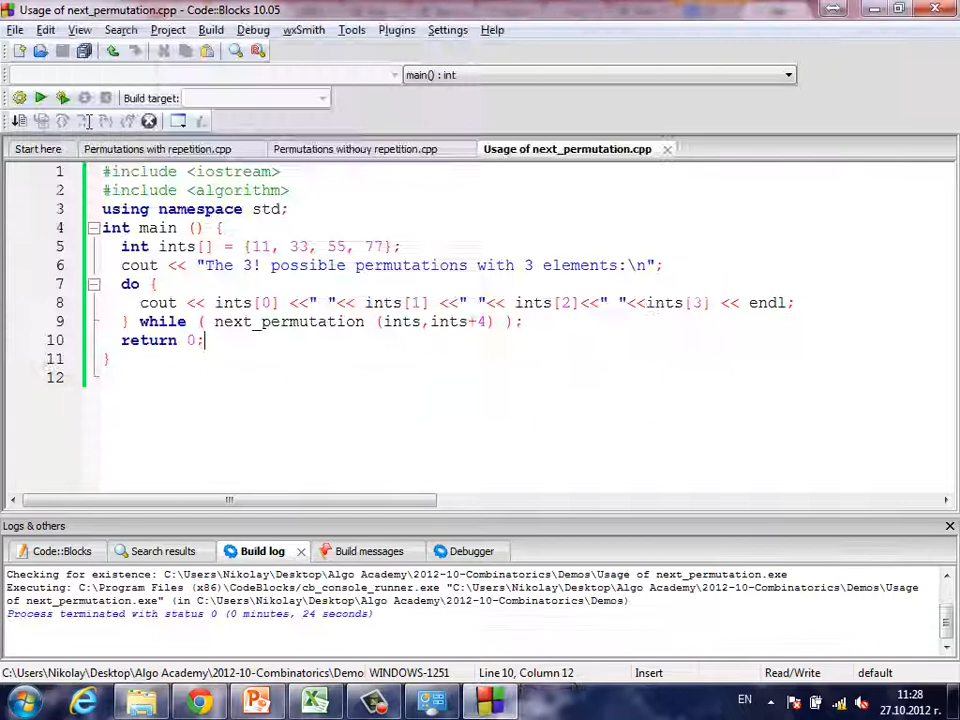 Usage of next_permutation.cpp - Code::Blocks 10.05
File Edit View Search Project Build Debug wxSmith Tools Plugins Settings Help
main() : int
Build target:
Start here
Permutations with repetition.cpp
Permutations withouy repetition.cpp
Usage of next_permutation.cpp
1 #include <iostream>
2 #include <algorithm>
3 using namespace std;
4 int main () {
5 int ints[] = {11, 33, 55, 77};
6 cout << "The 3! possible permutations with 3 elements:\n";
7 do {
8 cout << ints[0] <<" "<< ints[1] <<" "<< ints[2]<<" "<<ints[3] << endl;
9 } while ( next_permutation (ints,ints+4) );
10 return 0;
11 }
12
Logs & others
Code::Blocks
Search results
Build log
Build messages
Debugger
Checking for existence: C:\Users\Nikolay\Desktop\Algo Academy\2012-10-Combinatorics\Demos\Usage of next_permutation.exe
Executing: C:\Program Files (x86)\CodeBlocks/cb_console_runner.exe "C:\Users\Nikolay\Desktop\Algo Academy\2012-10-Combinatorics\Demos\Usage
of next_permutation.exe" (in C:\Users\Nikolay\Desktop\Algo Academy\2012-10-Combinatorics\Demos)
Process terminated with status 0 (0 minutes, 24 seconds)
C:\Users\Nikolay\Desktop\Algo Academy\2012-10-Combinatorics\Demo WINDOWS-1251 Line 10, Column 12 Insert Read/Write default
EN
11:28
27.10.2012 г.